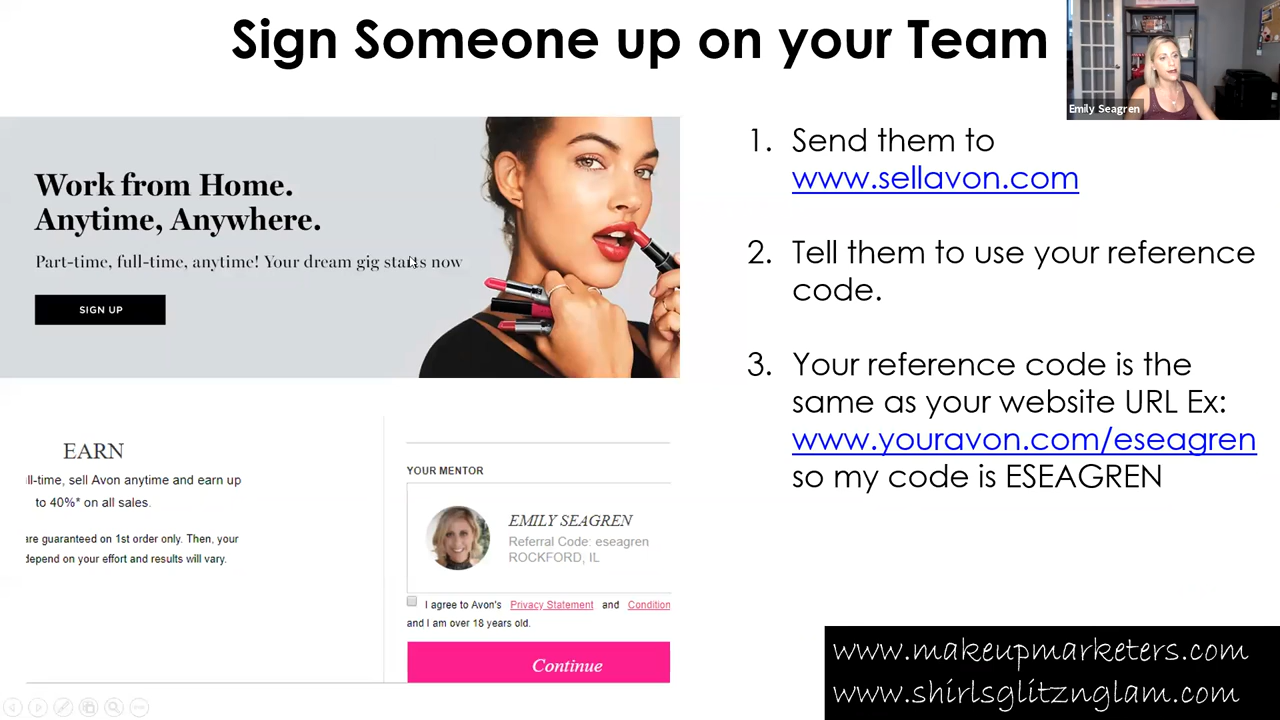 Sign Someone up on your Team
Emily Seagren
Work from Home.
Anytime, Anywhere.
Part-time, full-time, anytime! Your dream gig starts now
SIGN UP
1. Send them to
www.sellavon.com
2. Tell them to use your reference
code.
3. Your reference code is the
same as your website URL Ex:
www.youravon.com/eseagren
so my code is ESEAGREN
EARN
ll-time, sell Avon anytime and earn up
to 40%* on all sales.
are guaranteed on 1st order only. Then, your
depend on your effort and results will vary.
YOUR MENTOR
EMILY SEAGREN
Referral Code: eseagren
ROCKFORD, IL
I agree to Avon's Privacy Statement and Condition
and I am over 18 years old.
Continue
www.makeupmarketers.com
www.shirlsglitznglam.com